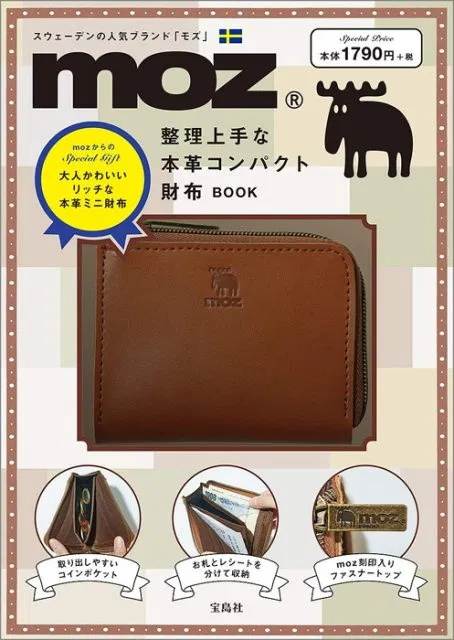 スウェーデンの人気ブランド「モズ」
Special Price
本体1790円+税
moz®
整理上手な
本革コンパクト
財布 BOOK
mozからの
Special Gift
大人かわいい
リッチな
本革ミニ財布
moz
取り出しやすい
コインポケット
お札とレシートを
分けて収納
moz
moz刻印入り
ファスナートップ
宝島社